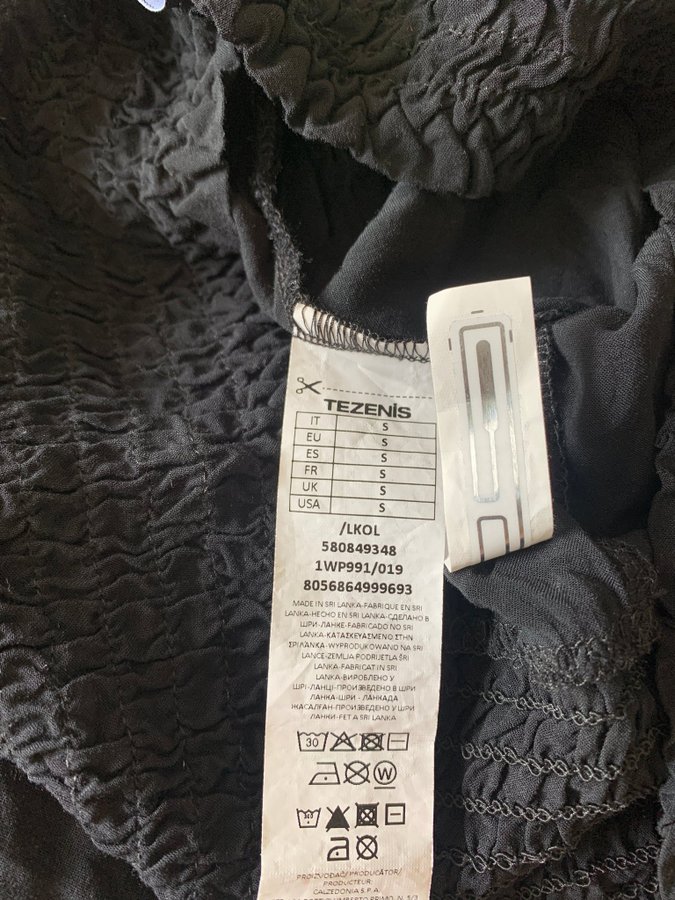 TEZENIS
IT S
EU S
ES S
FR S
UK S
USA S
/LKOL
580849348
1WP991/019
8056864999693
MADE IN SRI LANKA-FABRIQUE EN SRI
LANKA-HECHO EN SRI LANKA-СДЕЛАНО В
ШРИ-ЛАНКЕ-FABRICADO NO SRI
LANKA-ΚΑΤΑΣΚΕΥΑΣΜΕΝΟ ΣΤΗΝ
ΣΡΙ ΛΑΝΚΑ-WYPRODUKOWANO NA SRI
LANCE-ZEMLJA PODRIJETLA ŠRI
LANKA-FABRICAT IN SRI
LANKA-ВИРОБЛЕНО У
ШРІ-ЛАНЦІ-ПРОИЗВЕДЕНО В ШРИ
ЛАНКА-ШРИ - ЛАНКАДА
ЖАСАЛҒАН-ПРОИЗВЕДЕНО У ШРИ
ЛАНКИ-FET A SRI LANKA
30
W
PROIZVOĐAČ/PRODUCĂTOR/
PRODUCTEUR:
CALZEDONIA S.P.A.